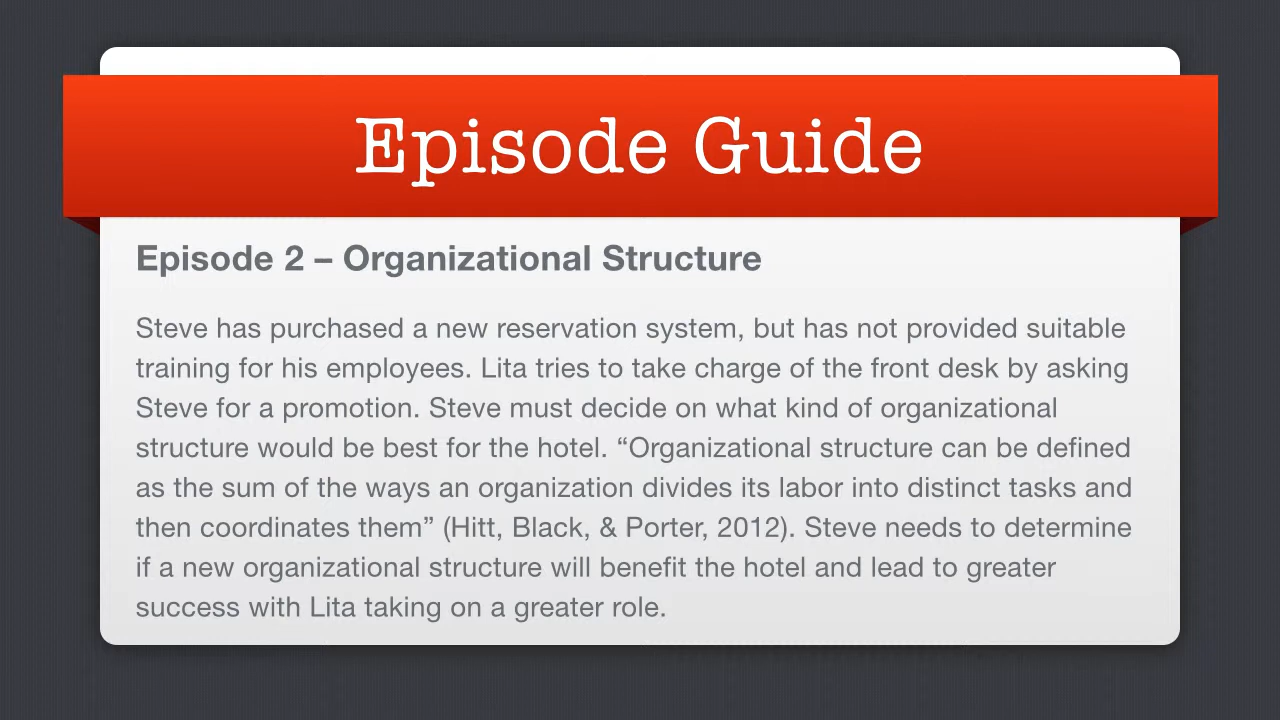 Episode Guide
Episode 2 – Organizational Structure
Steve has purchased a new reservation system, but has not provided suitable
training for his employees. Lita tries to take charge of the front desk by asking
Steve for a promotion. Steve must decide on what kind of organizational
structure would be best for the hotel. “Organizational structure can be defined
as the sum of the ways an organization divides its labor into distinct tasks and
then coordinates them” (Hitt, Black, & Porter, 2012). Steve needs to determine
if a new organizational structure will benefit the hotel and lead to greater
success with Lita taking on a greater role.